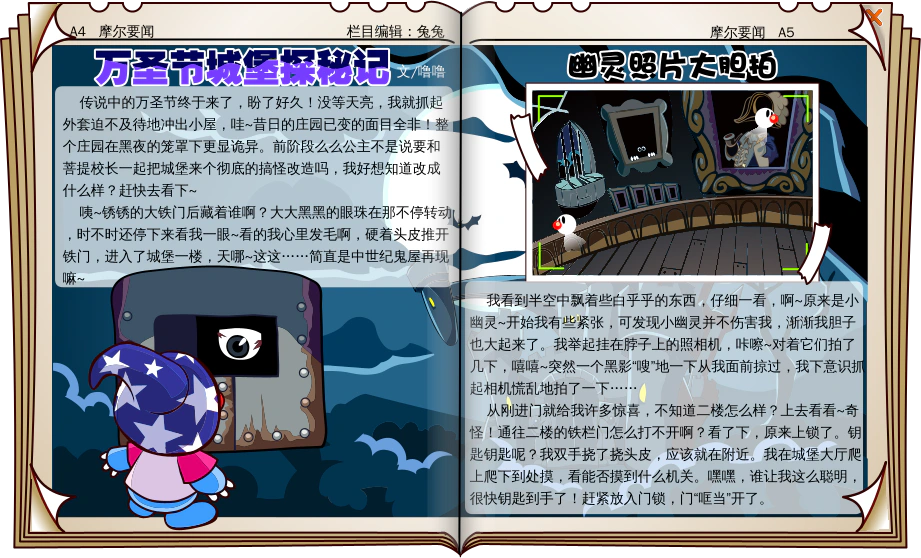 A4 摩尔要闻
栏目编辑：兔兔
万圣节城堡探秘记
文/噜噜
传说中的万圣节终于来了，盼了好久！没等天亮，我就抓起
外套迫不及待地冲出小屋，哇~昔日的庄园已变的面目全非！整
个庄园在黑夜的笼罩下更显诡异。前阶段么么公主不是说要和
菩提校长一起把城堡来个彻底的搞怪改造吗，我好想知道改成
什么样？赶快去看下~
咦~锈锈的大铁门后藏着谁啊？大大黑黑的眼珠在那不停转动
，时不时还停下来看我一眼~看的我心里发毛啊，硬着头皮推开
铁门，进入了城堡一楼，天哪~这这……简直是中世纪鬼屋再现
嘛~
摩尔要闻 A5
幽灵照片大胆拍
我看到半空中飘着些白乎乎的东西，仔细一看，啊~原来是小
幽灵~开始我有些紧张，可发现小幽灵并不伤害我，渐渐我胆子
也大起来了。我举起挂在脖子上的照相机，咔嚓~对着它们拍了
几下，嘻嘻~突然一个黑影“嗖”地一下从我面前掠过，我下意识抓
起相机慌乱地拍了一下……
从刚进门就给我许多惊喜，不知道二楼怎么样？上去看看~奇
怪！通往二楼的铁栏门怎么打不开啊？看了下，原来上锁了。钥
匙钥匙呢？我双手挠了挠头皮，应该就在附近。我在城堡大厅爬
上爬下到处摸，看能否摸到什么机关。嘿嘿，谁让我这么聪明，
很快钥匙到手了！赶紧放入门锁，门“哐当”开了。